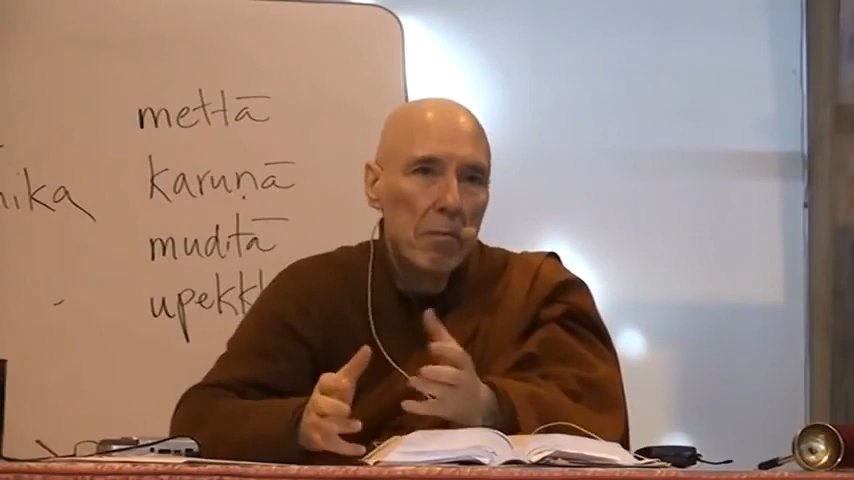 mettā
karuṇā
nika
muditā
upekkh